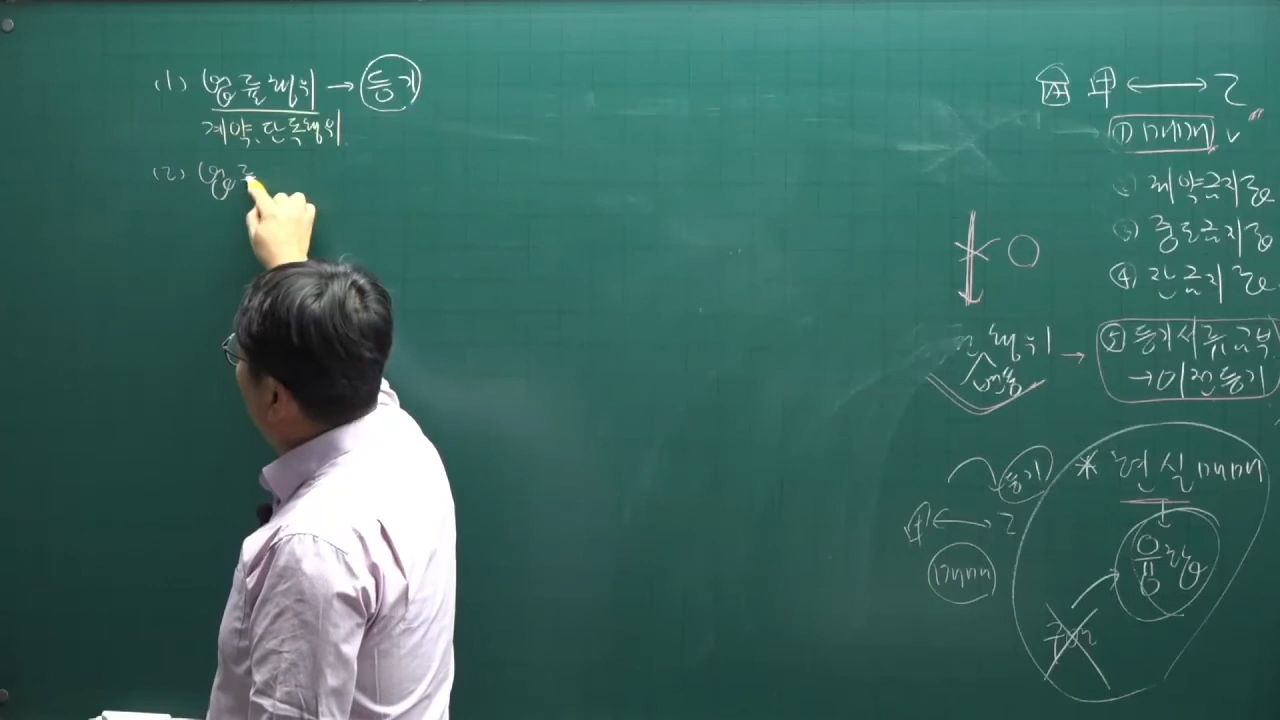 (1) 법률행위 → 등기
계약, 단독행위
(2) 법률
甲 ↔ 乙
① 매매 v
② 계약금지금
③ 중도금지급
④ 잔금지급
행위 →
변동
⑤ 등기서류교부
→ 이전등기
등기
甲 ↔ 乙
매매
* 현실매매